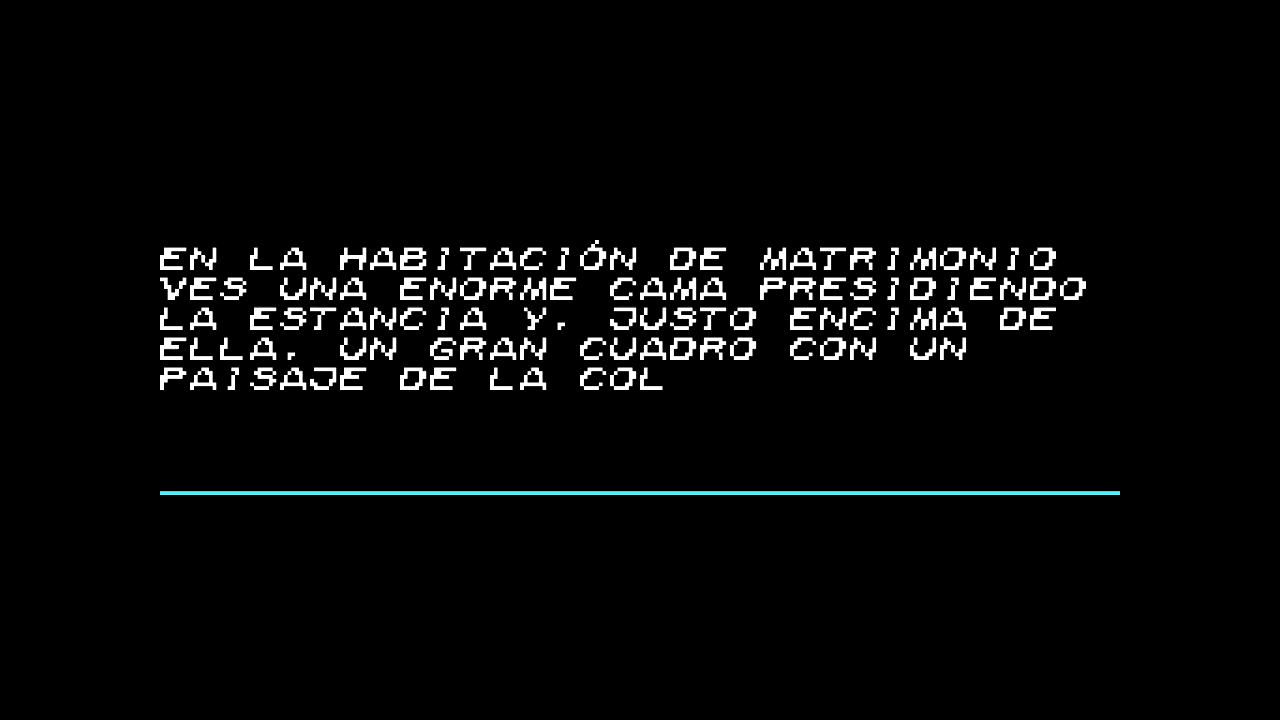 EN LA HABITACIÓN DE MATRIMONIO
VES UNA ENORME CAMA PRESIDIENDO
LA ESTANCIA Y, JUSTO ENCIMA DE
ELLA, UN GRAN CUADRO CON UN
PAISAJE DE LA COL